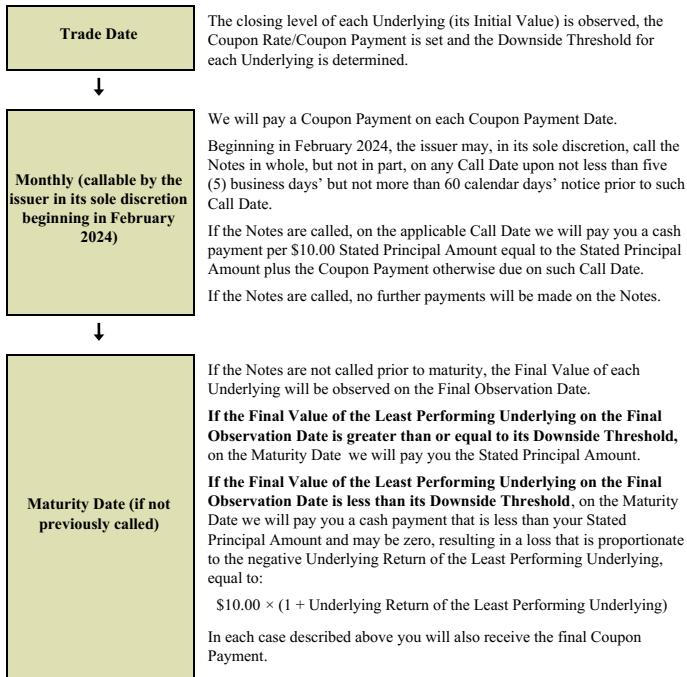 Trade Date
The closing level of each Underlying (its Initial Value) is observed, the
Coupon Rate/Coupon Payment is set and the Downside Threshold for
each Underlying is determined.
Monthly (callable by the
issuer in its sole discretion
beginning in February
2024)
We will pay a Coupon Payment on each Coupon Payment Date.
Beginning in February 2024, the issuer may, in its sole discretion, call the
Notes in whole, but not in part, on any Call Date upon not less than five
(5) business days’ but not more than 60 calendar days’ notice prior to such
Call Date.
If the Notes are called, on the applicable Call Date we will pay you a cash
payment per $10.00 Stated Principal Amount equal to the Stated Principal
Amount plus the Coupon Payment otherwise due on such Call Date.
If the Notes are called, no further payments will be made on the Notes.
Maturity Date (if not
previously called)
If the Notes are not called prior to maturity, the Final Value of each
Underlying will be observed on the Final Observation Date.
If the Final Value of the Least Performing Underlying on the Final
Observation Date is greater than or equal to its Downside Threshold,
on the Maturity Date we will pay you the Stated Principal Amount.
If the Final Value of the Least Performing Underlying on the Final
Observation Date is less than its Downside Threshold, on the Maturity
Date we will pay you a cash payment that is less than your Stated
Principal Amount and may be zero, resulting in a loss that is proportionate
to the negative Underlying Return of the Least Performing Underlying,
equal to:
$10.00 × (1 + Underlying Return of the Least Performing Underlying)
In each case described above you will also receive the final Coupon
Payment.